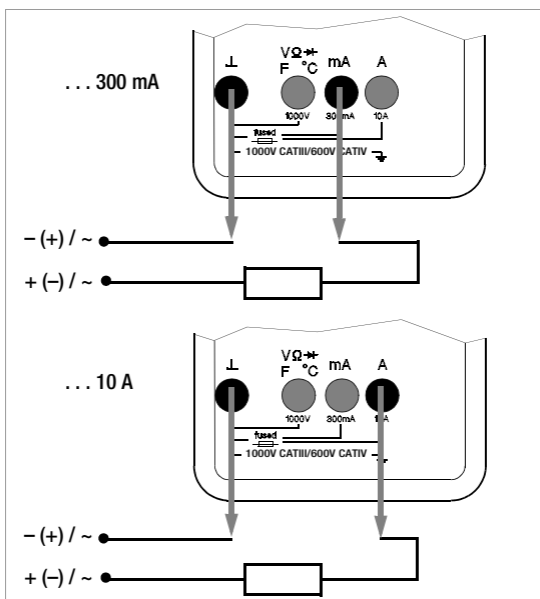 . . . 300 mA
⊥ VΩ⯈ F °C mA A
1000V 300mA 10A
fused
1000V CATIII/600V CATIV
– (+) / ~
+ (–) / ~
. . . 10 A
⊥ VΩ⯈ F °C mA A
1000V 300mA
fused
1000V CATIII/600V CATIV
– (+) / ~
+ (–) / ~